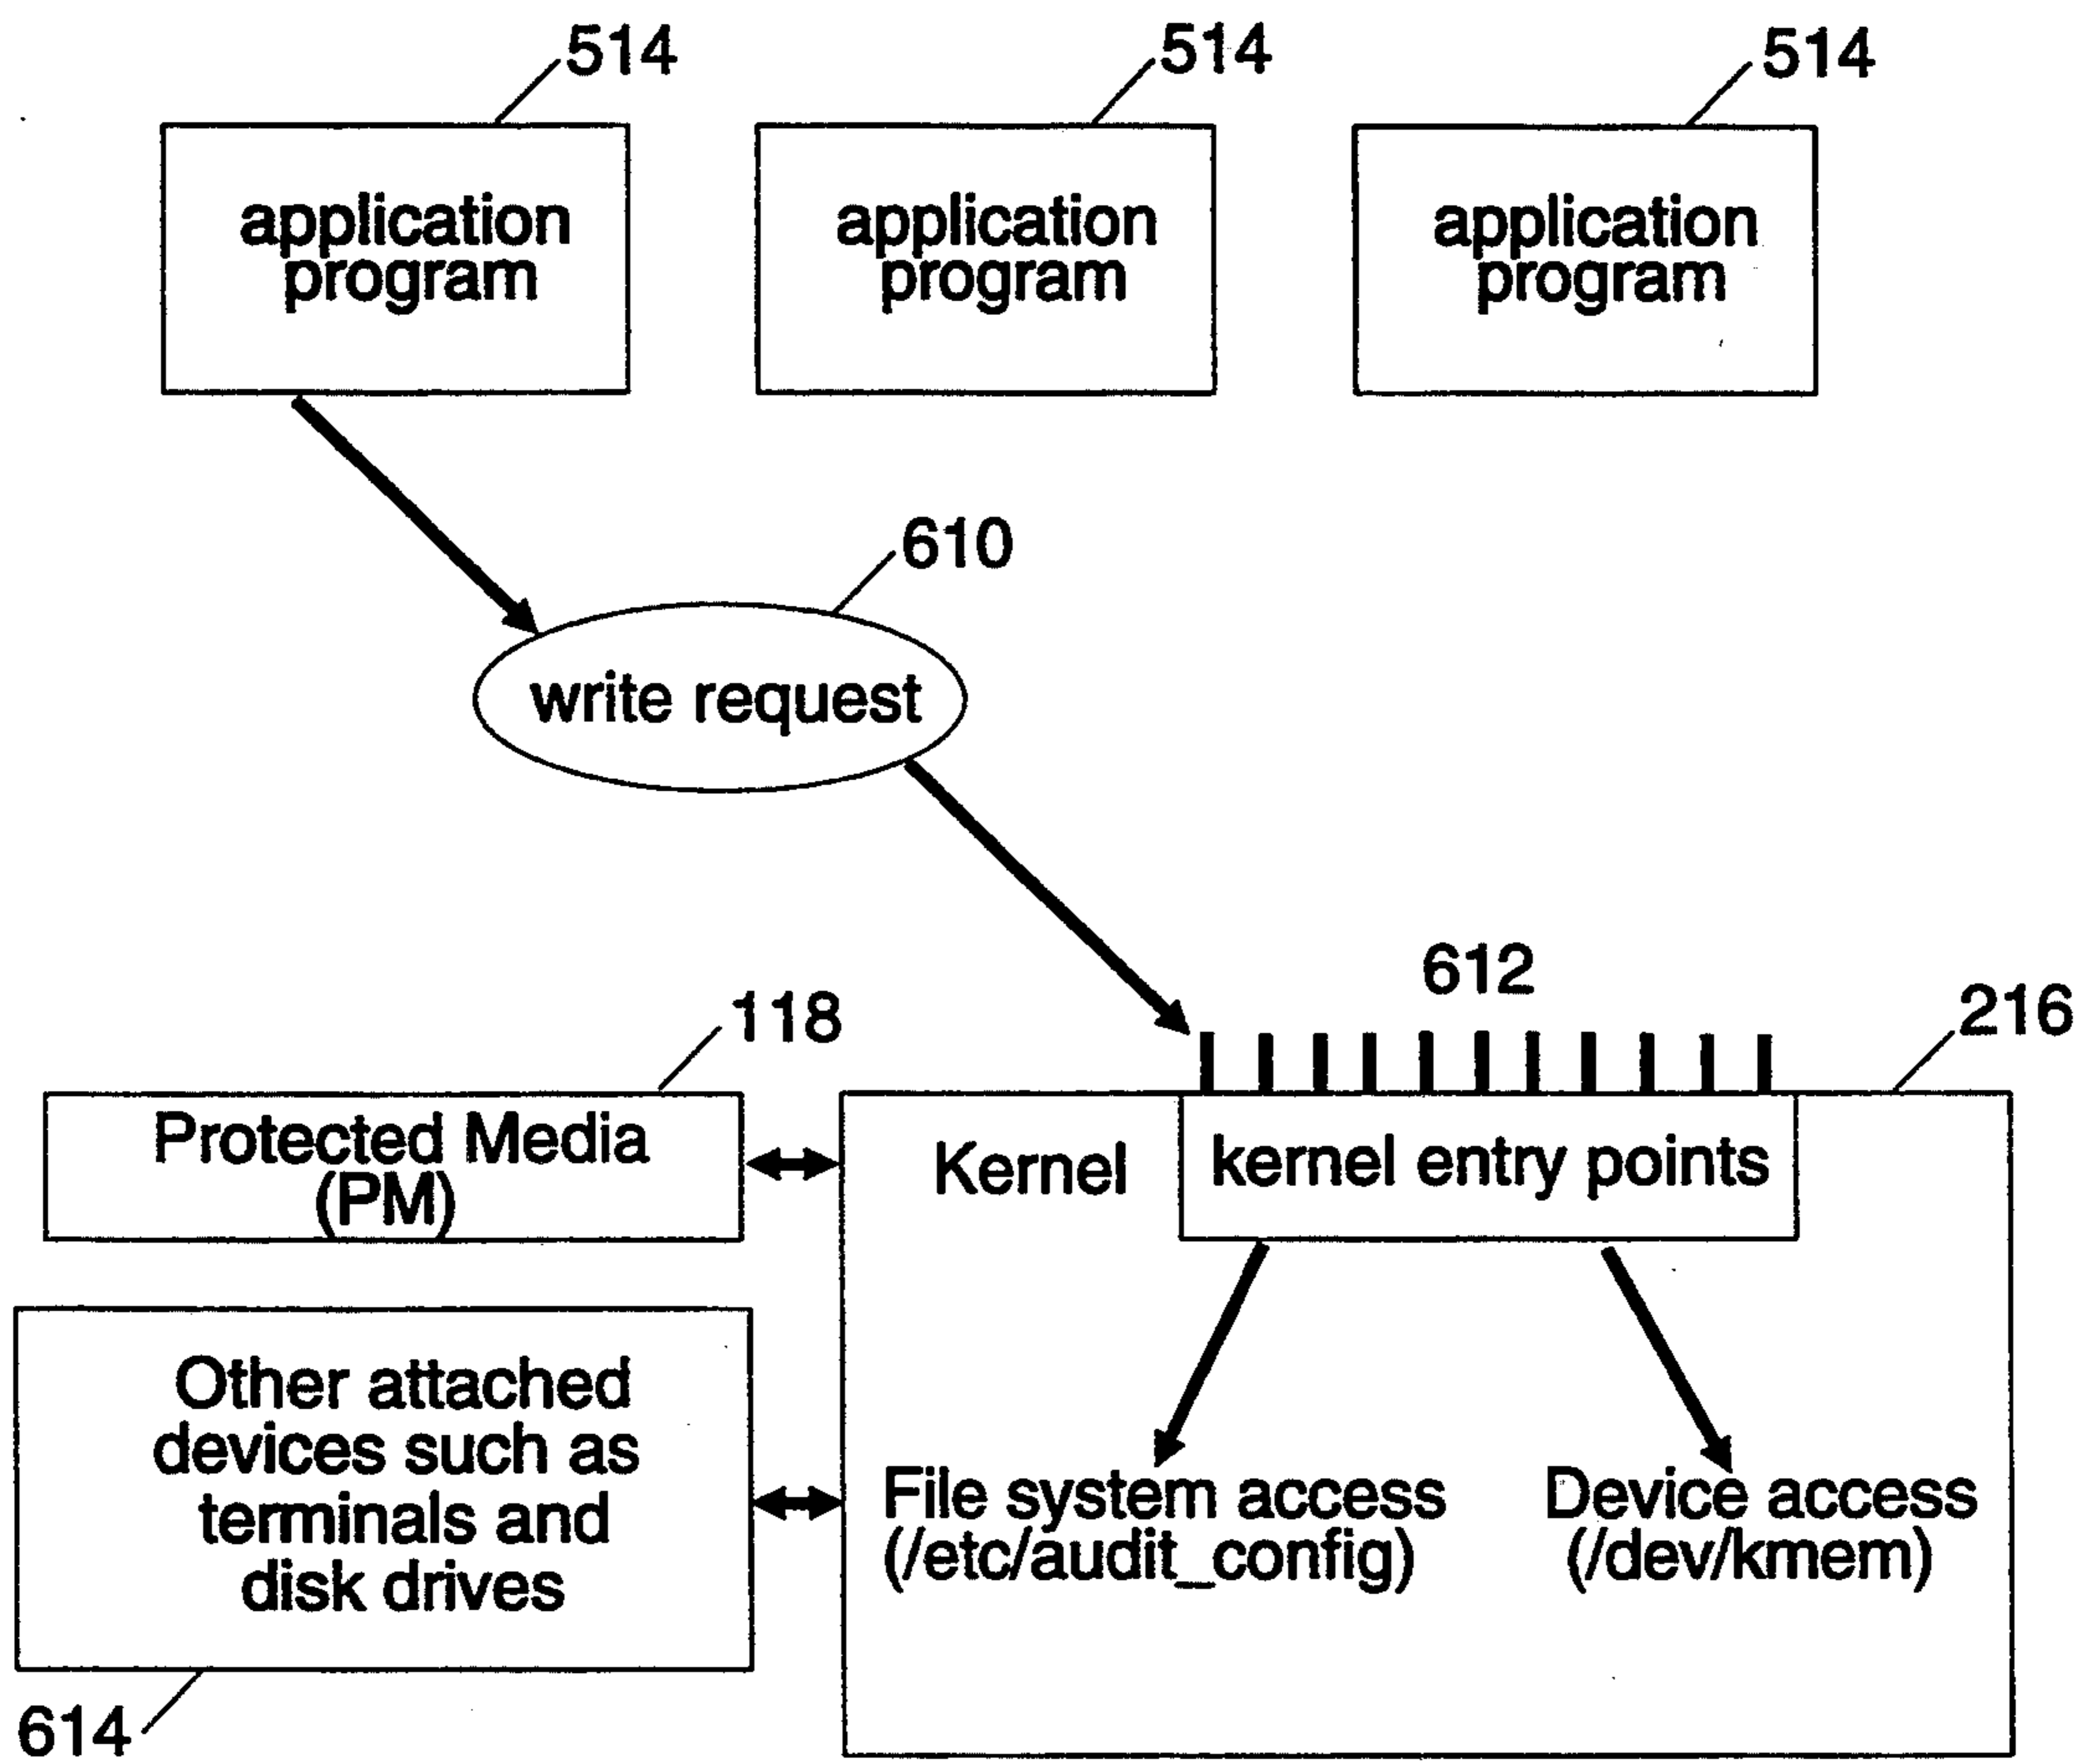 514
514
514
application
program
application
program
application
program
610
write request
612
118
216
Protected Media
(PM)
Kernel
kernel entry points
Other attached
devices such as
terminals and
disk drives
File system access
(/etc/audit_config)
Device access
(/dev/kmem)
614